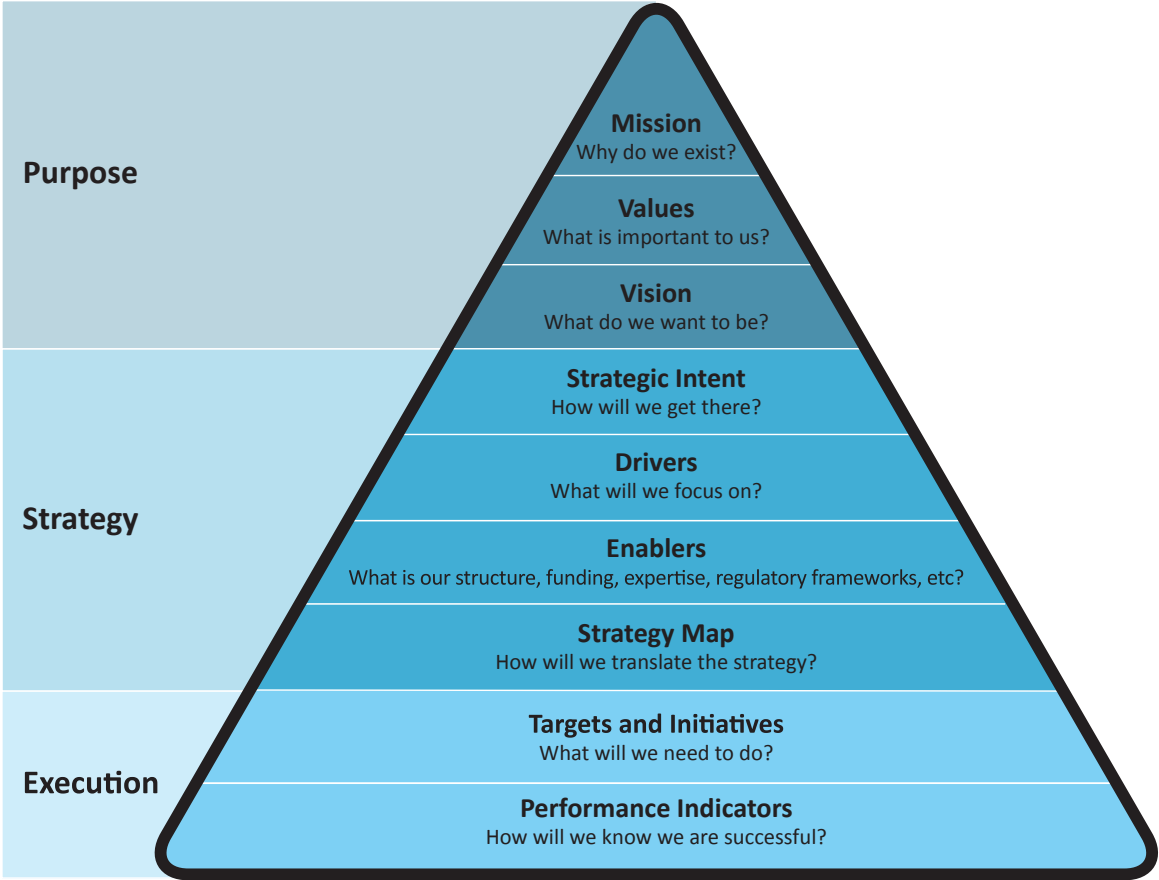 Purpose
Mission
Why do we exist?
Values
What is important to us?
Vision
What do we want to be?
Strategy
Strategic Intent
How will we get there?
Drivers
What will we focus on?
Enablers
What is our structure, funding, expertise, regulatory frameworks, etc?
Strategy Map
How will we translate the strategy?
Execution
Targets and Initiatives
What will we need to do?
Performance Indicators
How will we know we are successful?